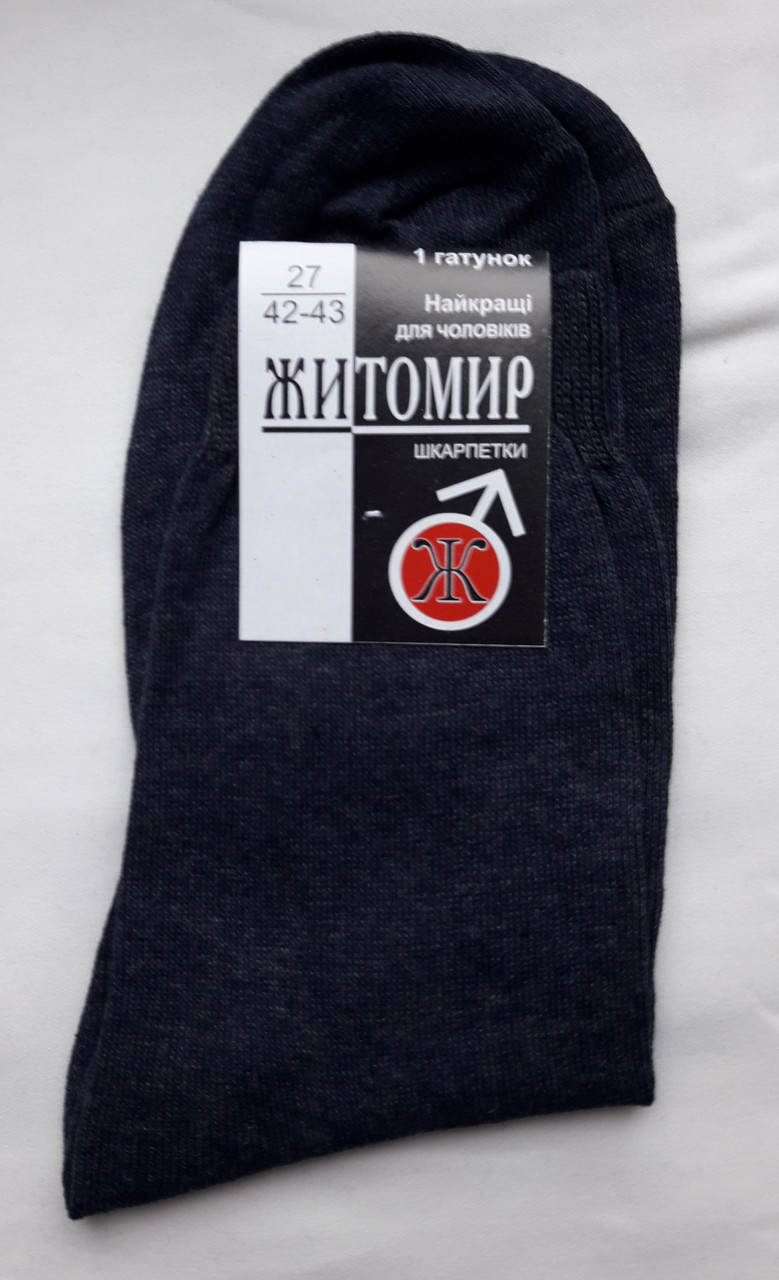 1 гатунок
27
42-43
Найкращі
для чоловіків
ЖИТОМИР
ШКАРПЕТКИ
Ж